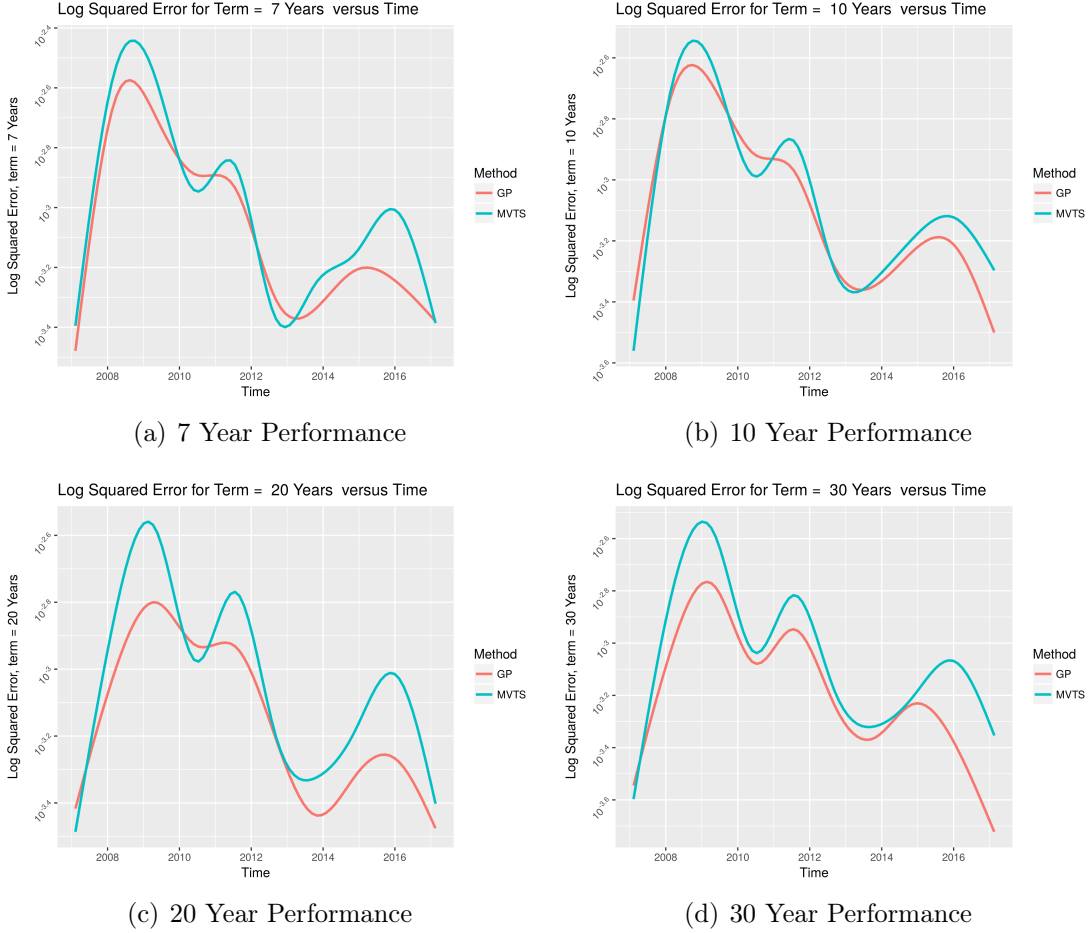 Log Squared Error for Term = 7 Years versus Time
Log Squared Error, term = 7 Years
10^-2.4
10^-2.6
10^-2.8
10^-3
10^-3.2
10^-3.4
2008 2010 2012 2014 2016
Time
Method
GP
MVTS
(a) 7 Year Performance
Log Squared Error for Term = 10 Years versus Time
Log Squared Error, term = 10 Years
10^-2.6
10^-2.8
10^-3
10^-3.2
10^-3.4
10^-3.6
2008 2010 2012 2014 2016
Time
Method
GP
MVTS
(b) 10 Year Performance
Log Squared Error for Term = 20 Years versus Time
Log Squared Error, term = 20 Years
10^-2.6
10^-2.8
10^-3
10^-3.2
10^-3.4
2008 2010 2012 2014 2016
Time
Method
GP
MVTS
(c) 20 Year Performance
Log Squared Error for Term = 30 Years versus Time
Log Squared Error, term = 30 Years
10^-2.6
10^-2.8
10^-3
10^-3.2
10^-3.4
10^-3.6
2008 2010 2012 2014 2016
Time
Method
GP
MVTS
(d) 30 Year Performance